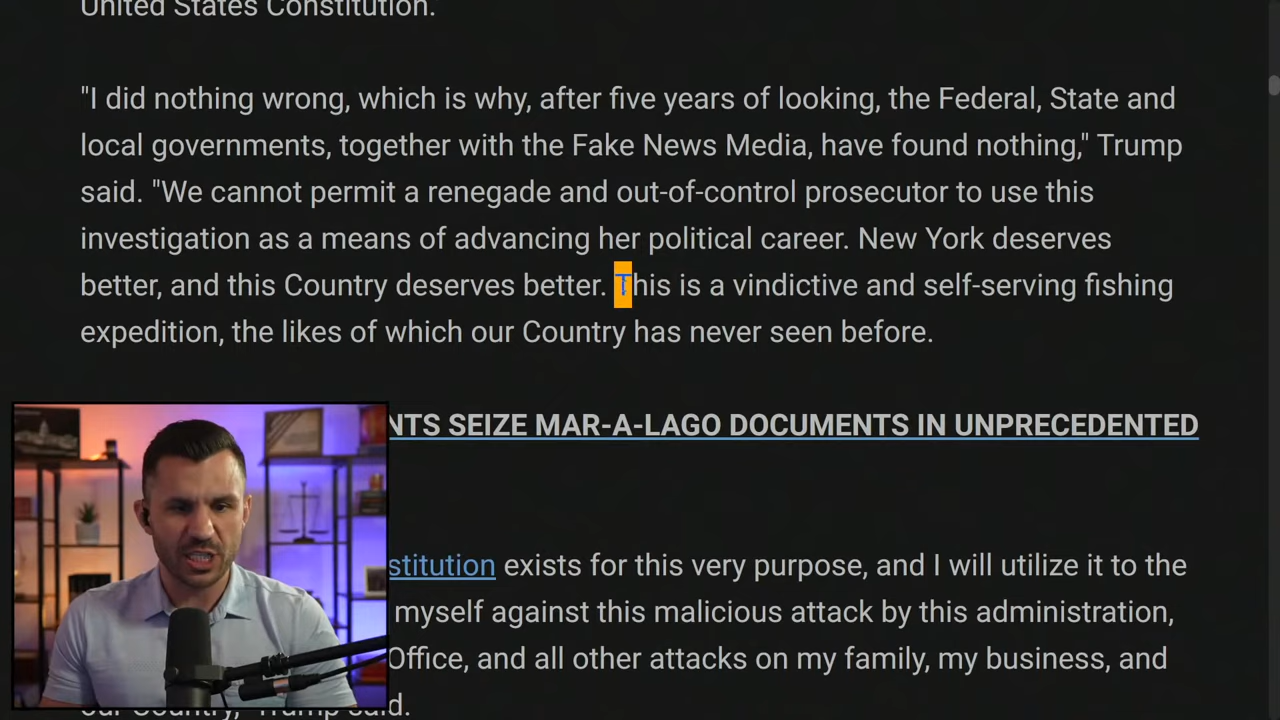 United States Constitution.
"I did nothing wrong, which is why, after five years of looking, the Federal, State and
local governments, together with the Fake News Media, have found nothing," Trump
said. "We cannot permit a renegade and out-of-control prosecutor to use this
investigation as a means of advancing her political career. New York deserves
better, and this Country deserves better. This is a vindictive and self-serving fishing
expedition, the likes of which our Country has never seen before.
NTS SEIZE MAR-A-LAGO DOCUMENTS IN UNPRECEDENTED
stitution exists for this very purpose, and I will utilize it to the
myself against this malicious attack by this administration,
Office, and all other attacks on my family, my business, and
our Country," Trump said.